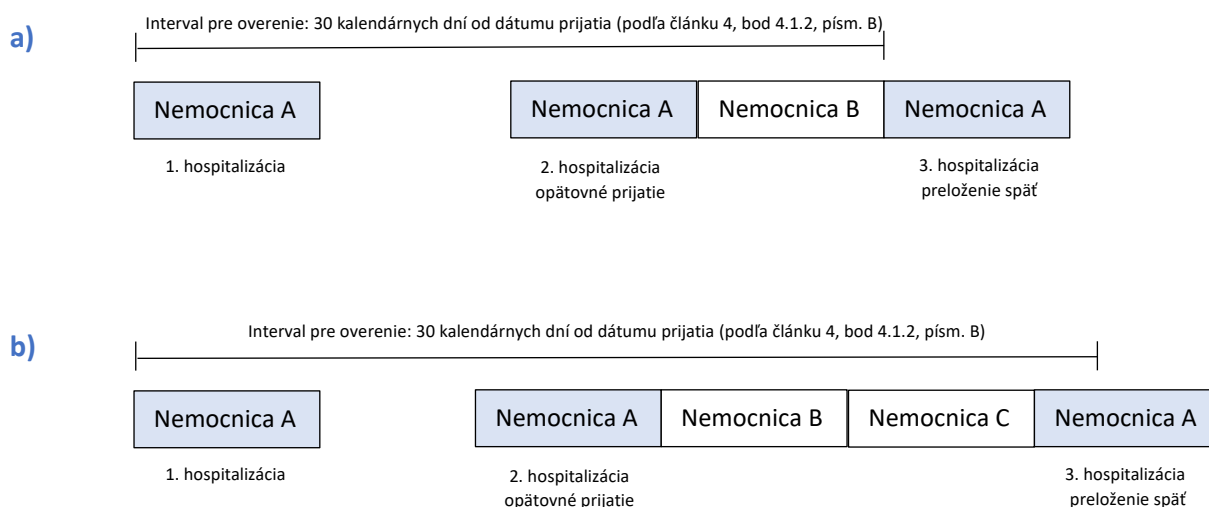 Interval pre overenie: 30 kalendárnych dní od dátumu prijatia (podľa článku 4, bod 4.1.2, písm. B)
a)
Nemocnica A
Nemocnica A
Nemocnica B
Nemocnica A
1. hospitalizácia
2. hospitalizácia
opätovné prijatie
3. hospitalizácia
preloženie späť
Interval pre overenie: 30 kalendárnych dní od dátumu prijatia (podľa článku 4, bod 4.1.2, písm. B)
b)
Nemocnica A
Nemocnica A
Nemocnica B
Nemocnica C
Nemocnica A
1. hospitalizácia
2. hospitalizácia
opätovné prijatie
3. hospitalizácia
preloženie späť